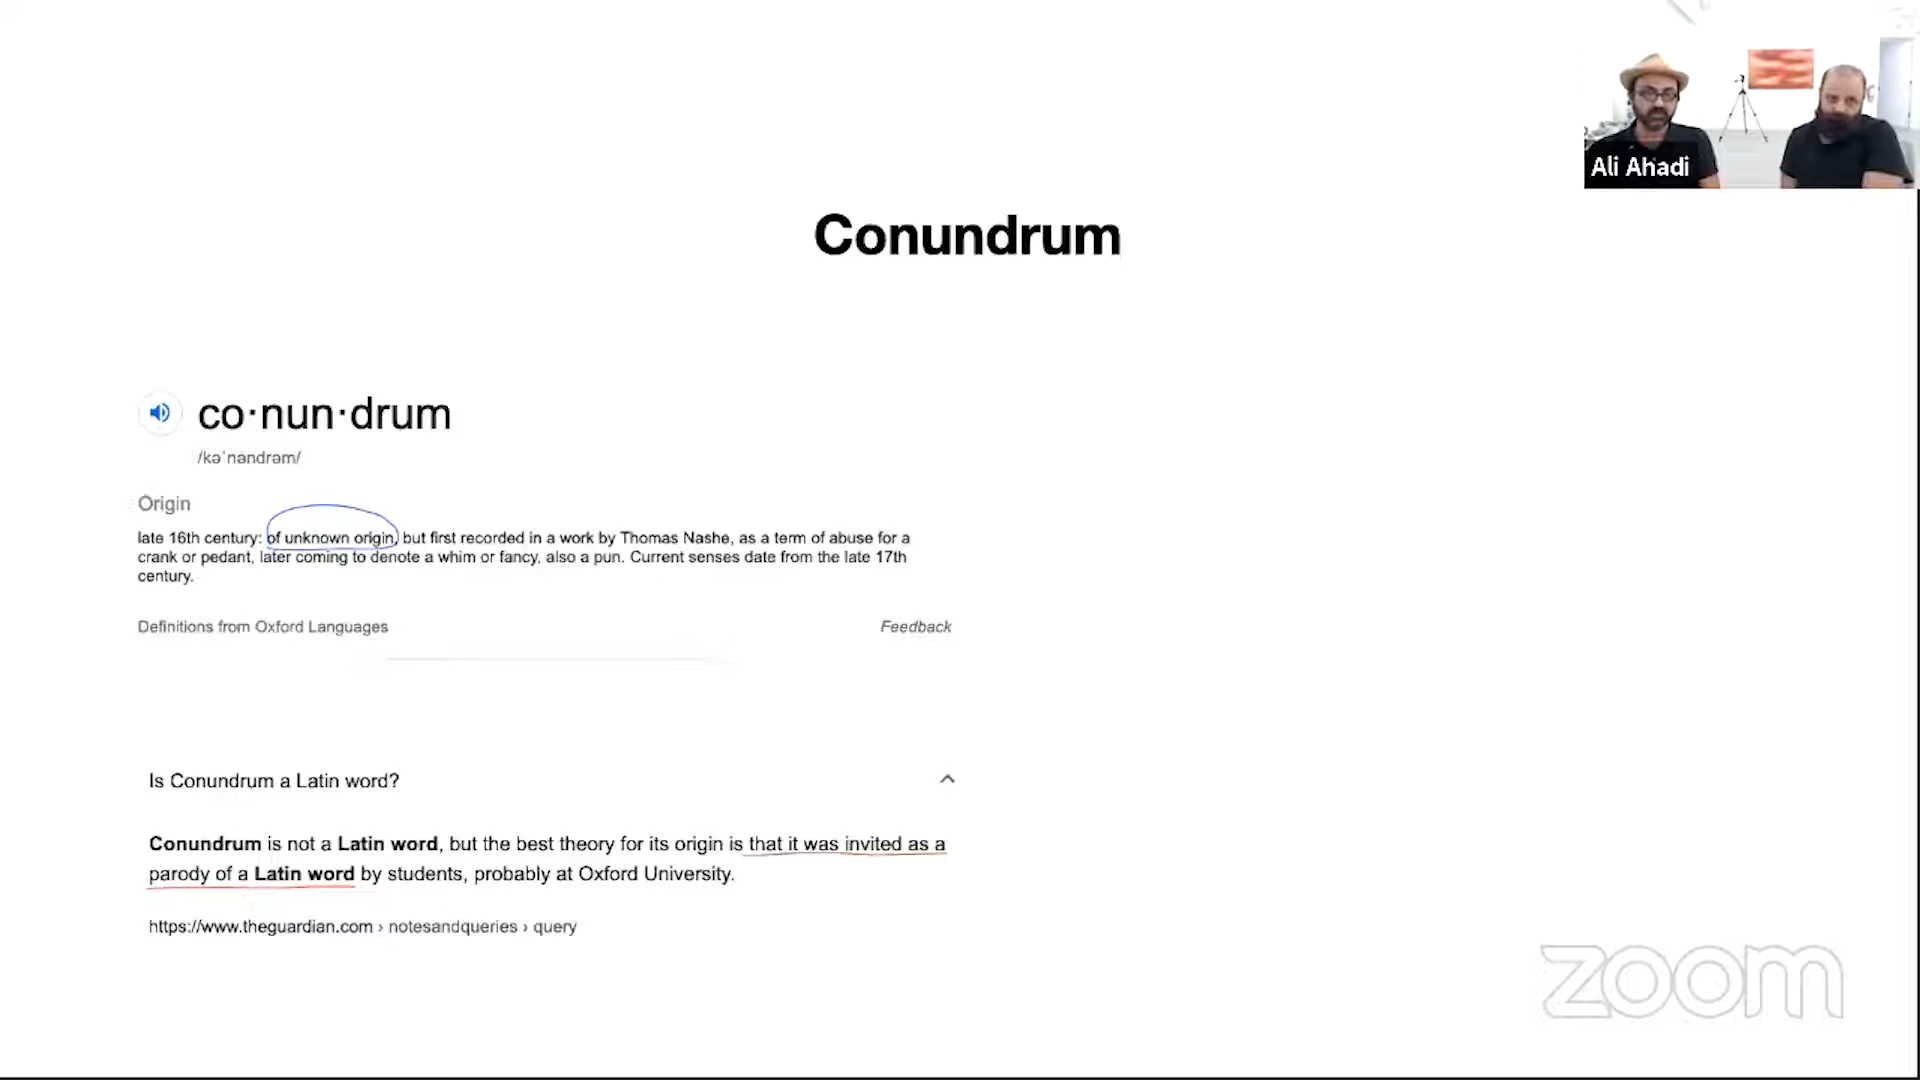 Ali Ahadi
Conundrum
co·nun·drum
/kəˈnəndrəm/
Origin
late 16th century: of unknown origin, but first recorded in a work by Thomas Nashe, as a term of abuse for a
crank or pedant, later coming to denote a whim or fancy, also a pun. Current senses date from the late 17th
century.
Definitions from Oxford Languages
Feedback
Is Conundrum a Latin word?
Conundrum is not a Latin word, but the best theory for its origin is that it was invited as a
parody of a Latin word by students, probably at Oxford University.
https://www.theguardian.com › notesandqueries › query
zoom